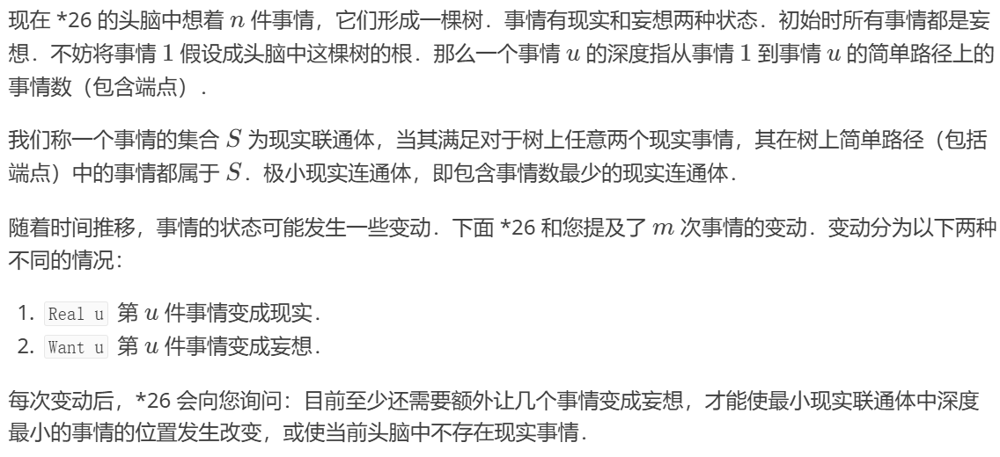 现在 *26 的头脑中想着 n 件事情，它们形成一棵树．事情有现实和妄想两种状态．初始时所有事情都是妄
想．不妨将事情 1 假设成头脑中这棵树的根．那么一个事情 u 的深度指从事情 1 到事情 u 的简单路径上的
事情数（包含端点）．
我们称一个事情的集合 S 为现实联通体，当其满足对于树上任意两个现实事情，其在树上简单路径（包括
端点）中的事情都属于 S．极小现实连通体，即包含事情数最少的现实连通体．
随着时间推移，事情的状态可能发生一些变动．下面 *26 和您提及了 m 次事情的变动．变动分为以下两种
不同的情况：
1. Real u 第 u 件事情变成现实．
2. Want u 第 u 件事情变成妄想．
每次变动后，*26 会向您询问：目前至少还需要额外让几个事情变成妄想，才能使最小现实联通体中深度
最小的事情的位置发生改变，或使当前头脑中不存在现实事情．